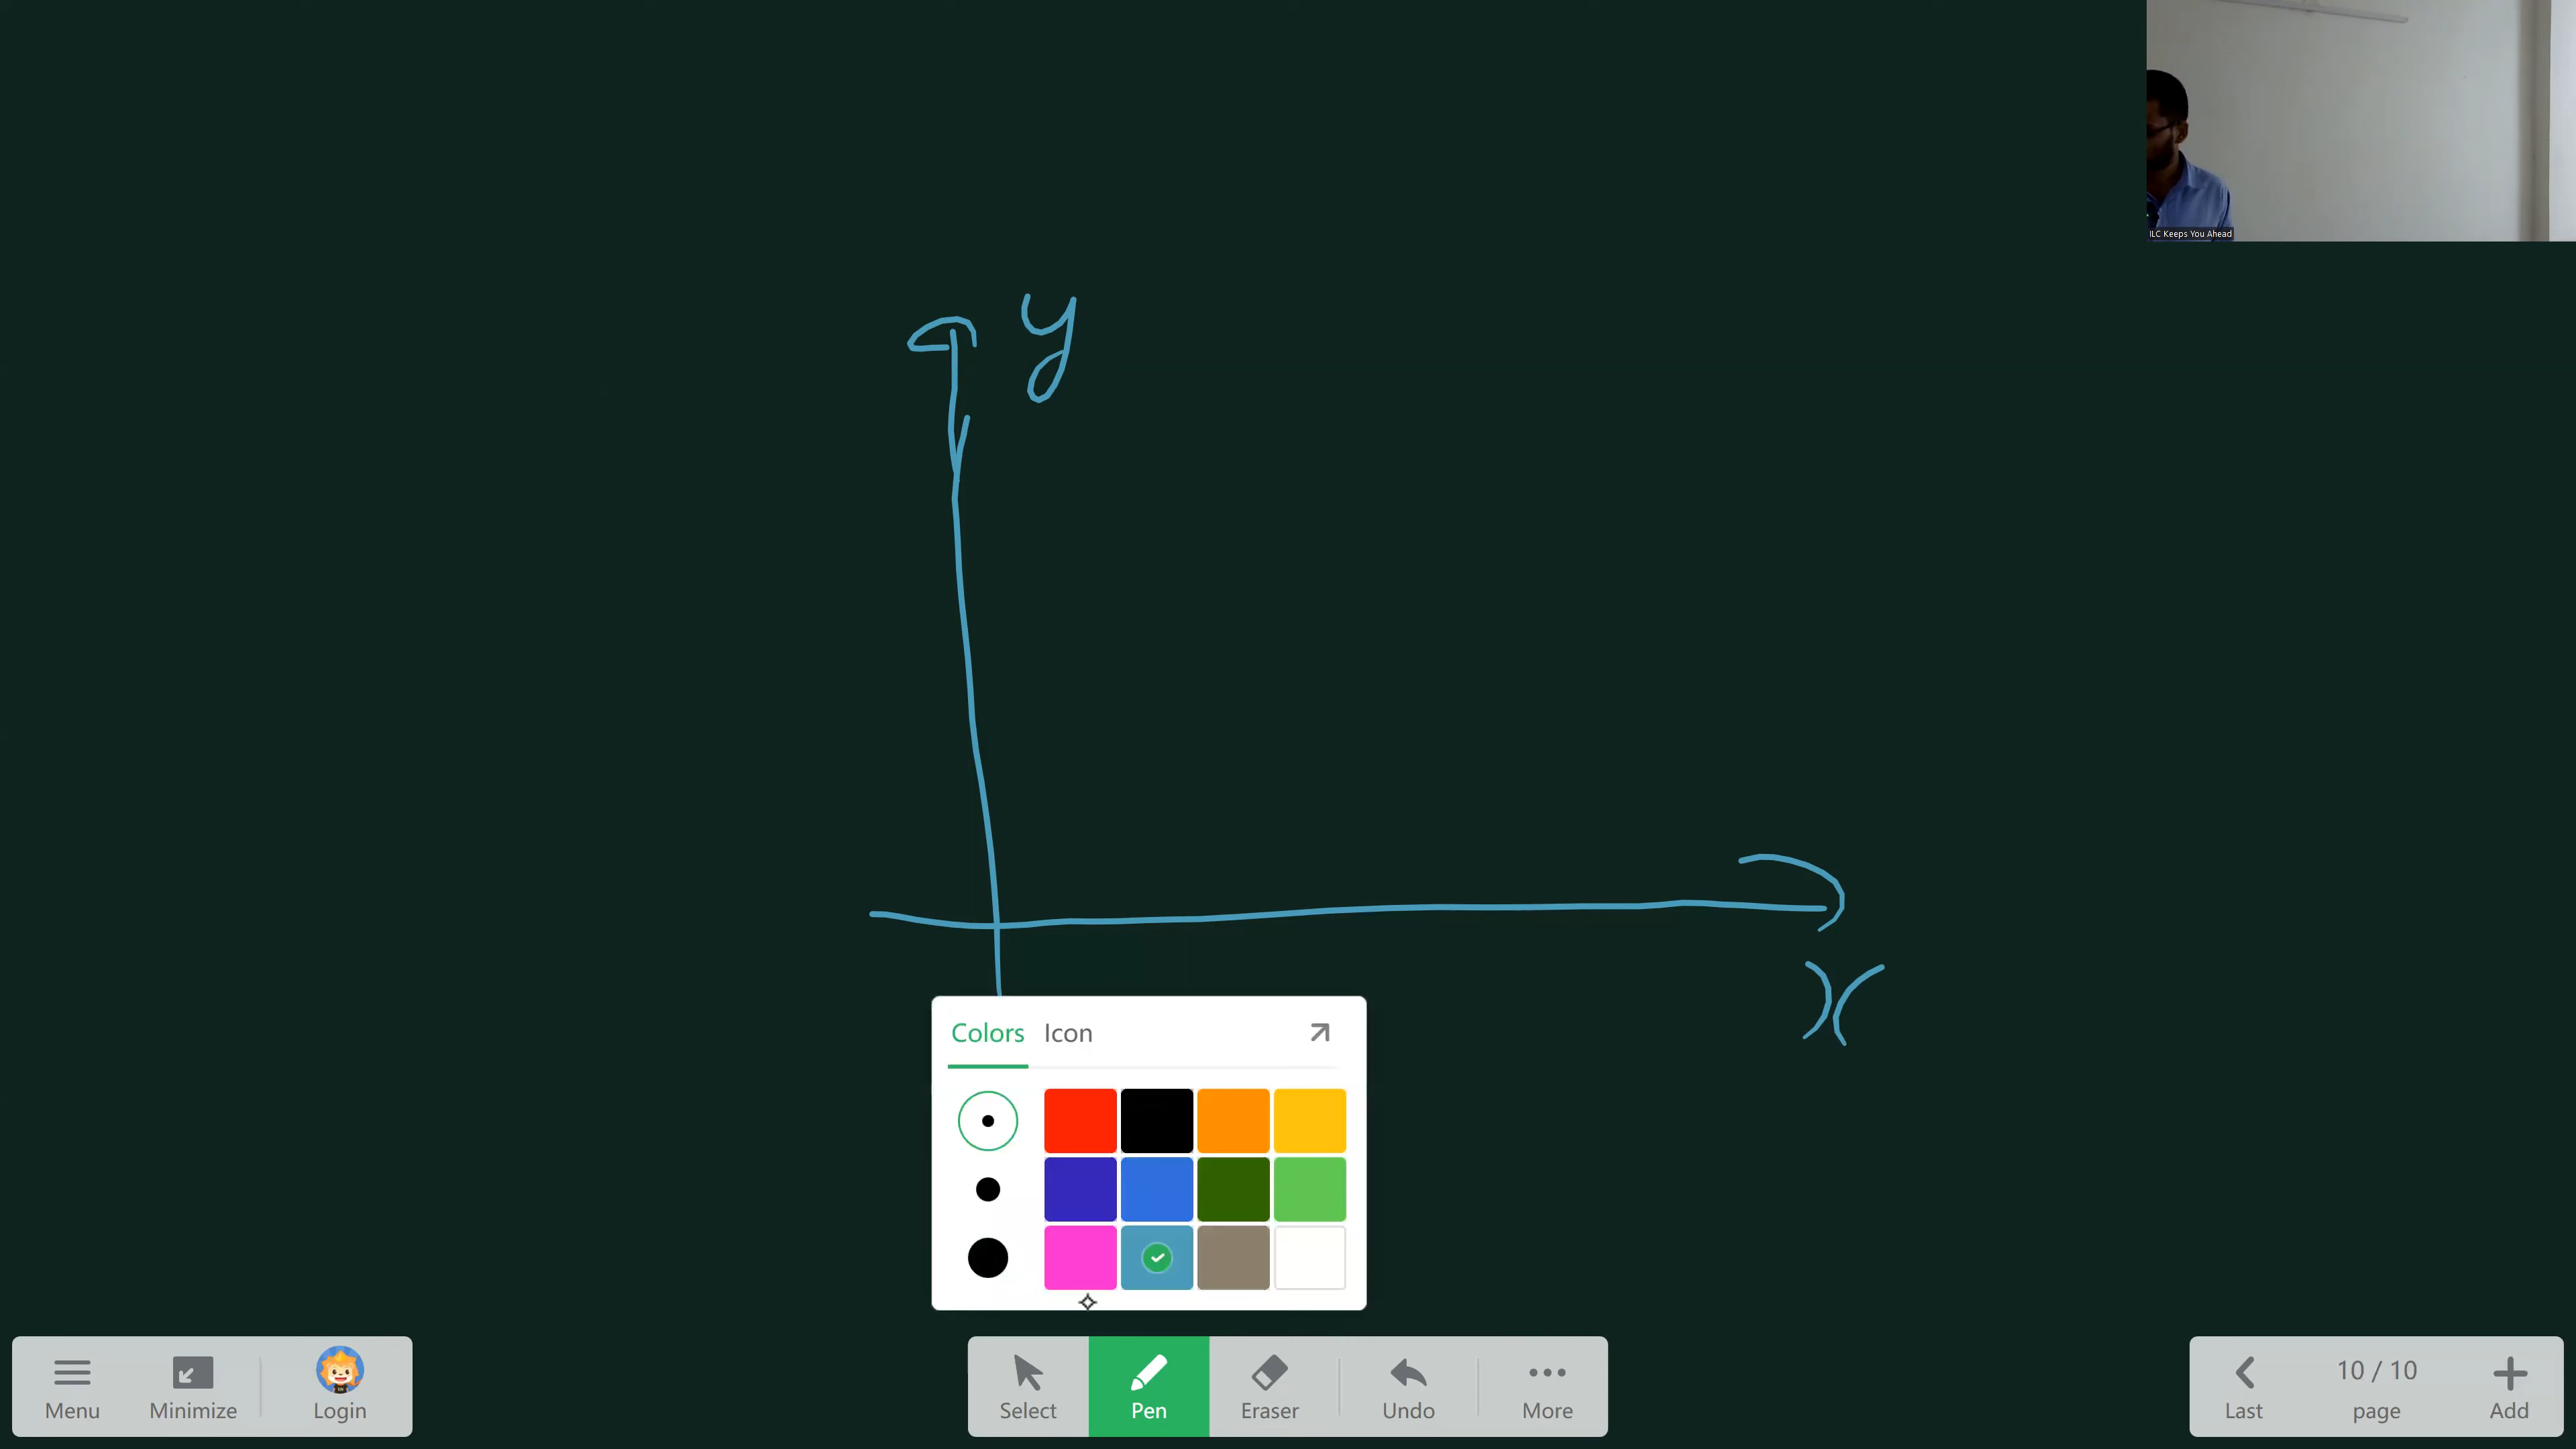 ILC Keeps You Ahead
y
x
Colors Icon
Menu Minimize Login
Select Pen Eraser Undo More
10 / 10
Last page Add